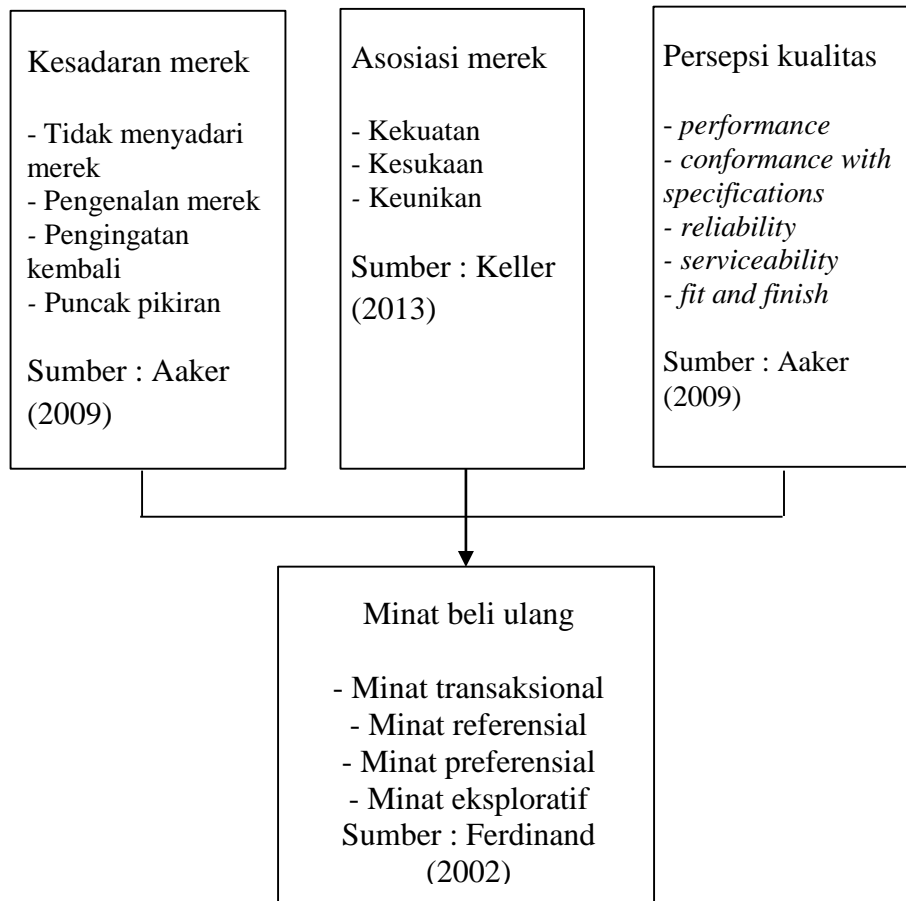 Kesadaran merek
- Tidak menyadari
merek
- Pengenalan merek
- Pengingatan
kembali
- Puncak pikiran
Sumber : Aaker
(2009)
Asosiasi merek
- Kekuatan
- Kesukaan
- Keunikan
Sumber : Keller
(2013)
Persepsi kualitas
- performance
- conformance with
specifications
- reliability
- serviceability
- fit and finish
Sumber : Aaker
(2009)
Minat beli ulang
- Minat transaksional
- Minat referensial
- Minat preferensial
- Minat eksploratif
Sumber : Ferdinand
(2002)